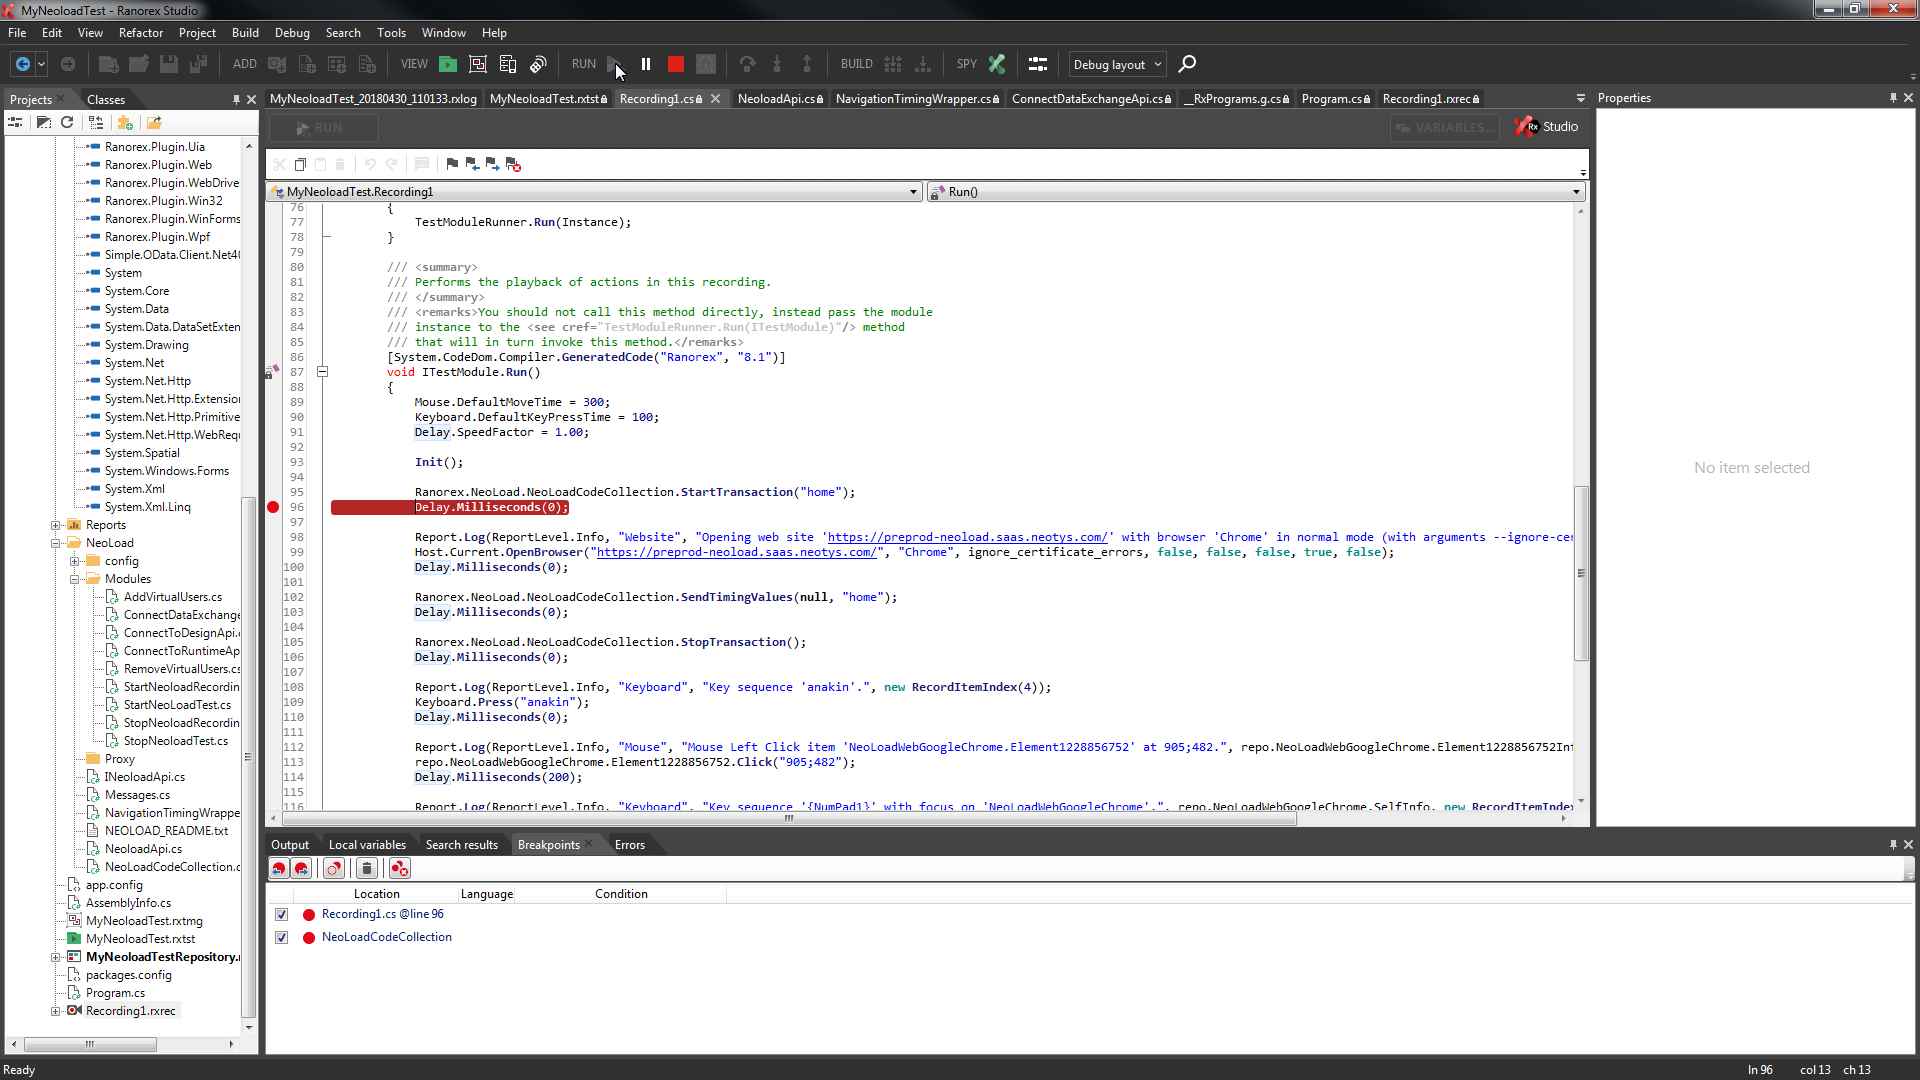 MyNeoloadTest - Ranorex Studio
File Edit View Refactor Project Build Debug Search Tools Window Help
ADD VIEW RUN BUILD SPY Debug layout
Projects Classes
MyNeoloadTest_20180430_110133.rxlog MyNeoloadTest.rxtst Recording1.cs NeoloadApi.cs NavigationTimingWrapper.cs ConnectDataExchangeApi.cs __RxPrograms.g.cs Program.cs Recording1.rxrec
Properties
RUN
VARIABLES...
Rx Studio
MyNeoloadTest.Recording1
Run()
Ranorex.Plugin.Uia
Ranorex.Plugin.Web
Ranorex.Plugin.WebDrive
Ranorex.Plugin.Win32
Ranorex.Plugin.WinForms
Ranorex.Plugin.Wpf
Simple.OData.Client.Net4
System
System.Core
System.Data
System.Data.DataSetExten
System.Drawing
System.Net
System.Net.Http
System.Net.Http.Extension
System.Net.Http.Primitive
System.Net.Http.WebRequ
System.Spatial
System.Windows.Forms
System.Xml
System.Xml.Linq
Reports
NeoLoad
config
Modules
AddVirtualUsers.cs
ConnectDataExchange
ConnectToDesignApi.
ConnectToRuntimeAp
RemoveVirtualUsers.cs
StartNeoloadRecordin
StartNeoLoadTest.cs
StopNeoloadRecordin
StopNeoloadTest.cs
Proxy
INeoloadApi.cs
Messages.cs
NavigationTimingWrappe
NEOLOAD_README.txt
NeoloadApi.cs
NeoLoadCodeCollection.c
app.config
AssemblyInfo.cs
MyNeoloadTest.rxtmg
MyNeoloadTest.rxtst
MyNeoloadTestRepository.
packages.config
Program.cs
Recording1.rxrec
76 {
77 TestModuleRunner.Run(Instance);
78 }
79
80 /// <summary>
81 /// Performs the playback of actions in this recording.
82 /// </summary>
83 /// <remarks>You should not call this method directly, instead pass the module
84 /// instance to the <see cref="TestModuleRunner.Run(ITestModule)"/> method
85 /// that will in turn invoke this method.</remarks>
86 [System.CodeDom.Compiler.GeneratedCode("Ranorex", "8.1")]
87 void ITestModule.Run()
88 {
89 Mouse.DefaultMoveTime = 300;
90 Keyboard.DefaultKeyPressTime = 100;
91 Delay.SpeedFactor = 1.00;
92
93 Init();
94
95 Ranorex.NeoLoad.NeoLoadCodeCollection.StartTransaction("home");
96 Delay.Milliseconds(0);
97
98 Report.Log(ReportLevel.Info, "Website", "Opening web site 'https://preprod-neoload.saas.neotys.com/' with browser 'Chrome' in normal mode (with arguments --ignore-cer
99 Host.Current.OpenBrowser("https://preprod-neoload.saas.neotys.com/", "Chrome", ignore_certificate_errors, false, false, false, true, false);
100 Delay.Milliseconds(0);
101
102 Ranorex.NeoLoad.NeoLoadCodeCollection.SendTimingValues(null, "home");
103 Delay.Milliseconds(0);
104
105 Ranorex.NeoLoad.NeoLoadCodeCollection.StopTransaction();
106 Delay.Milliseconds(0);
107
108 Report.Log(ReportLevel.Info, "Keyboard", "Key sequence 'anakin'.", new RecordItemIndex(4));
109 Keyboard.Press("anakin");
110 Delay.Milliseconds(0);
111
112 Report.Log(ReportLevel.Info, "Mouse", "Mouse Left Click item 'NeoLoadWebGoogleChrome.Element1228856752' at 905;482.", repo.NeoLoadWebGoogleChrome.Element1228856752Inf
113 repo.NeoLoadWebGoogleChrome.Element1228856752.Click("905;482");
114 Delay.Milliseconds(200);
115
116 Report.Log(ReportLevel.Info, "Keyboard", "Key sequence '{NumPad1}' with focus on 'NeoLoadWebGoogleChrome'.", repo.NeoLoadWebGoogleChrome.SelfInfo, new RecordItemIndex
No item selected
Output Local variables Search results Breakpoints Errors
Location Language Condition
Recording1.cs @line 96
NeoLoadCodeCollection
Ready
ln 96 col 13 ch 13